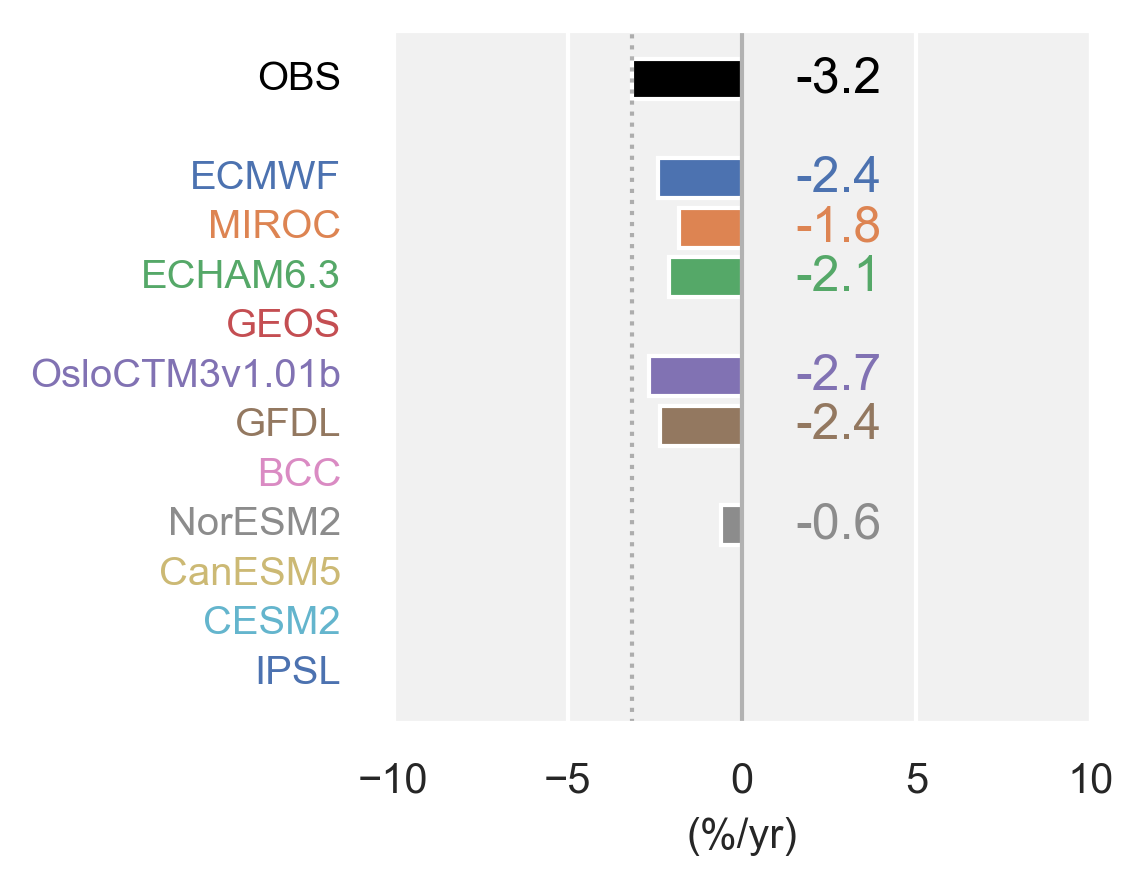 OBS -3.2
ECMWF -2.4
MIROC -1.8
ECHAM6.3 -2.1
GEOS
OsloCTM3v1.01b -2.7
GFDL -2.4
BCC
NorESM2 -0.6
CanESM5
CESM2
IPSL
−10 −5 0 5 10
(%/yr)